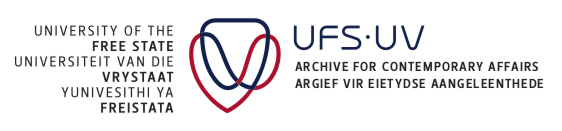 UNIVERSITY OF THE
FREE STATE
UNIVERSITEIT VAN DIE
VRYSTAAT
YUNIVESITHI YA
FREISTATA
UFS·UV
ARCHIVE FOR CONTEMPORARY AFFAIRS
ARGIEF VIR EIETYDSE AANGELEENTHEDE